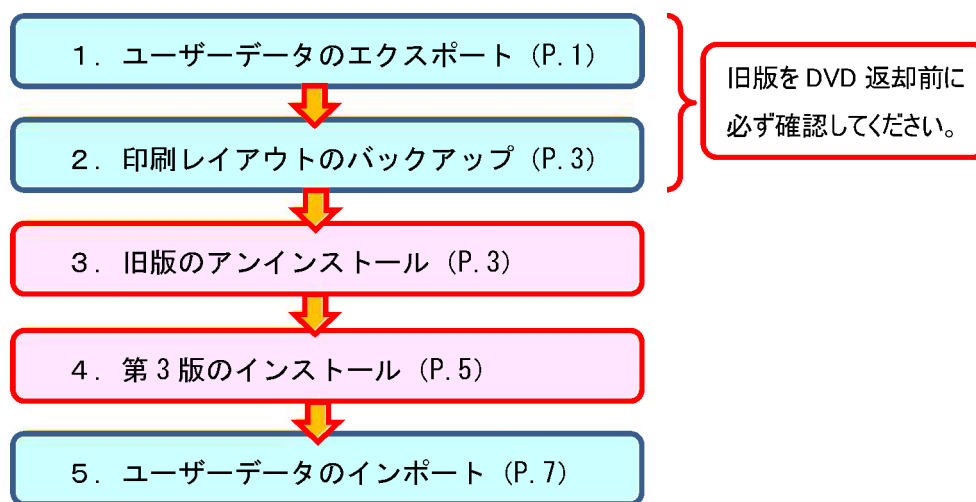 1. ユーザーデータのエクスポート (P.1)
2. 印刷レイアウトのバックアップ (P.3)
旧版をDVD 返却前に
必ず確認してください。
3. 旧版のアンインストール (P.3)
4. 第3版のインストール (P.5)
5. ユーザーデータのインポート (P.7)